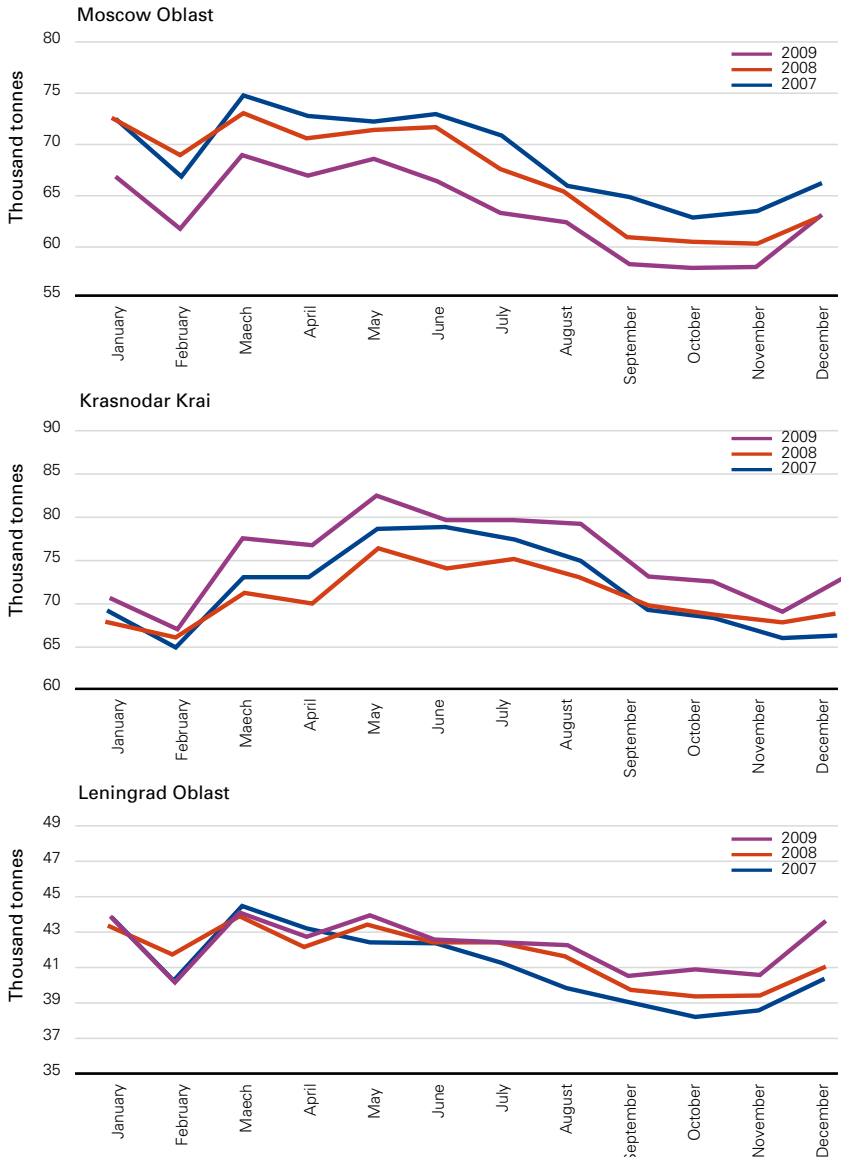 Moscow Oblast
Thousand tonnes
80
75
70
65
60
55
2009
2008
2007
January
February
Maech
April
May
June
July
August
September
October
November
December
Krasnodar Krai
Thousand tonnes
90
85
80
75
70
65
60
2009
2008
2007
January
February
Maech
April
May
June
July
August
September
October
November
December
Leningrad Oblast
Thousand tonnes
49
47
45
43
41
39
37
35
2009
2008
2007
January
February
Maech
April
May
June
July
August
September
October
November
December